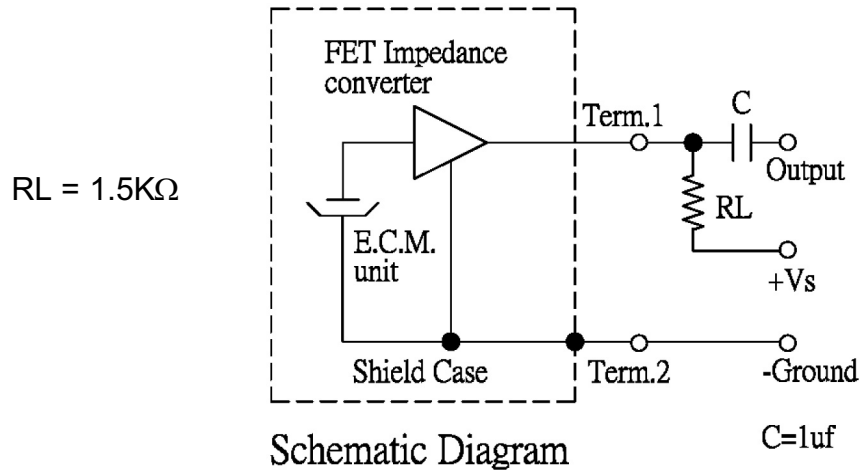 FET Impedance
converter
Term.1
C
Output
RL = 1.5KΩ
RL
E.C.M.
unit
+Vs
Shield Case
Term.2
-Ground
C=1uf
Schematic Diagram